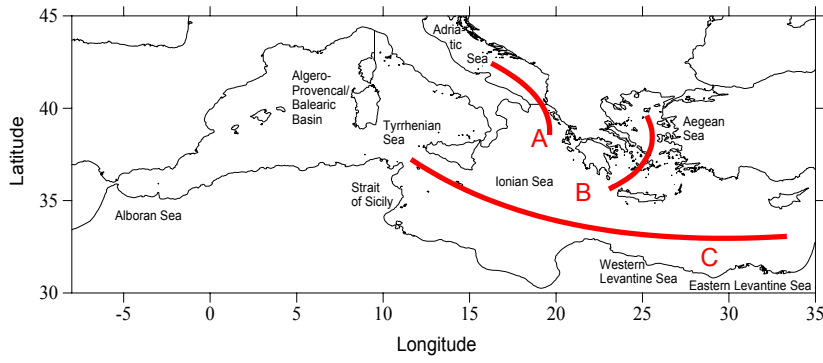 45
40
35
30
Latitude
Adria-
tic
Sea
Algero-
Provencal/
Balearic
Basin
Tyrrhenian
Sea
A
Aegean
Sea
Ionian Sea
B
Strait
of Sicily
Alboran Sea
C
Western
Levantine Sea
Eastern Levantine Sea
-5
0
5
10
15
20
25
30
35
Longitude